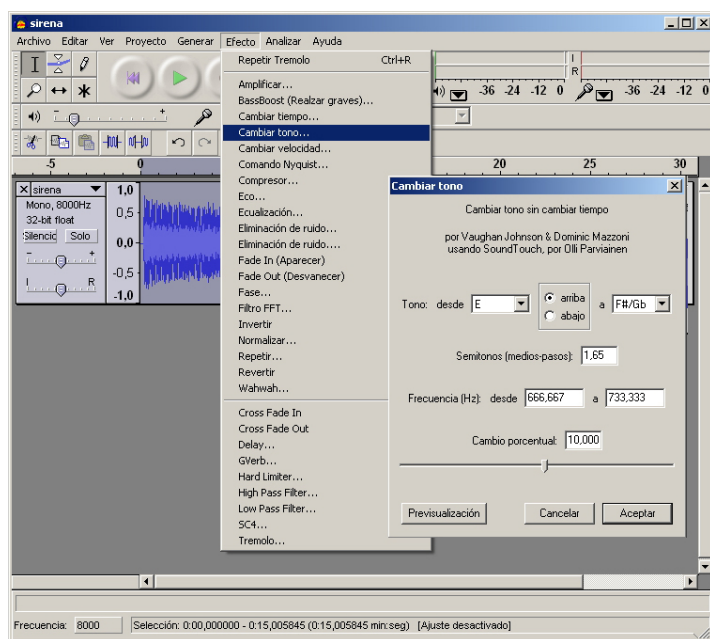 sirena
Archivo Editar Ver Proyecto Generar Efecto Analizar Ayuda
Repetir Tremolo Ctrl+R
Amplificar...
BassBoost (Realzar graves)...
Cambiar tiempo...
Cambiar tono...
Cambiar velocidad...
Comando Nyquist...
Compresor...
Eco...
Ecualización...
Eliminación de ruido....
Eliminación de ruido....
Fade In (Aparecer)
Fade Out (Desvanecer)
Fase...
Filtro FFT...
Invertir
Normalizar...
Repetir...
Revertir
Wahwah...
Cross Fade In
Cross Fade Out
Delay...
GVerb...
Hard Limiter...
High Pass Filter...
Low Pass Filter...
SC4...
Tremolo...
R
-36 -24 -12 0
-36 -24 -12 0
- +
-5 0 20 25 30
sirena
Mono, 8000Hz
32-bit float
Silencio Solo
- +
I R
1,0
0,5
0,0
-0,5
-1,0
Cambiar tono
Cambiar tono sin cambiar tiempo
por Vaughan Johnson & Dominic Mazzoni
usando SoundTouch, por Olli Parviainen
Tono: desde E arriba abajo a F#/Gb
Semitonos (medios-pasos): 1,65
Frecuencia (Hz): desde 666,667 a 733,333
Cambio porcentual: 10,000
Previsualización Cancelar Aceptar
Frecuencia: 8000 Selección: 0:00,000000 - 0:15,005845 (0:15,005845 min:seg) [Ajuste desactivado]